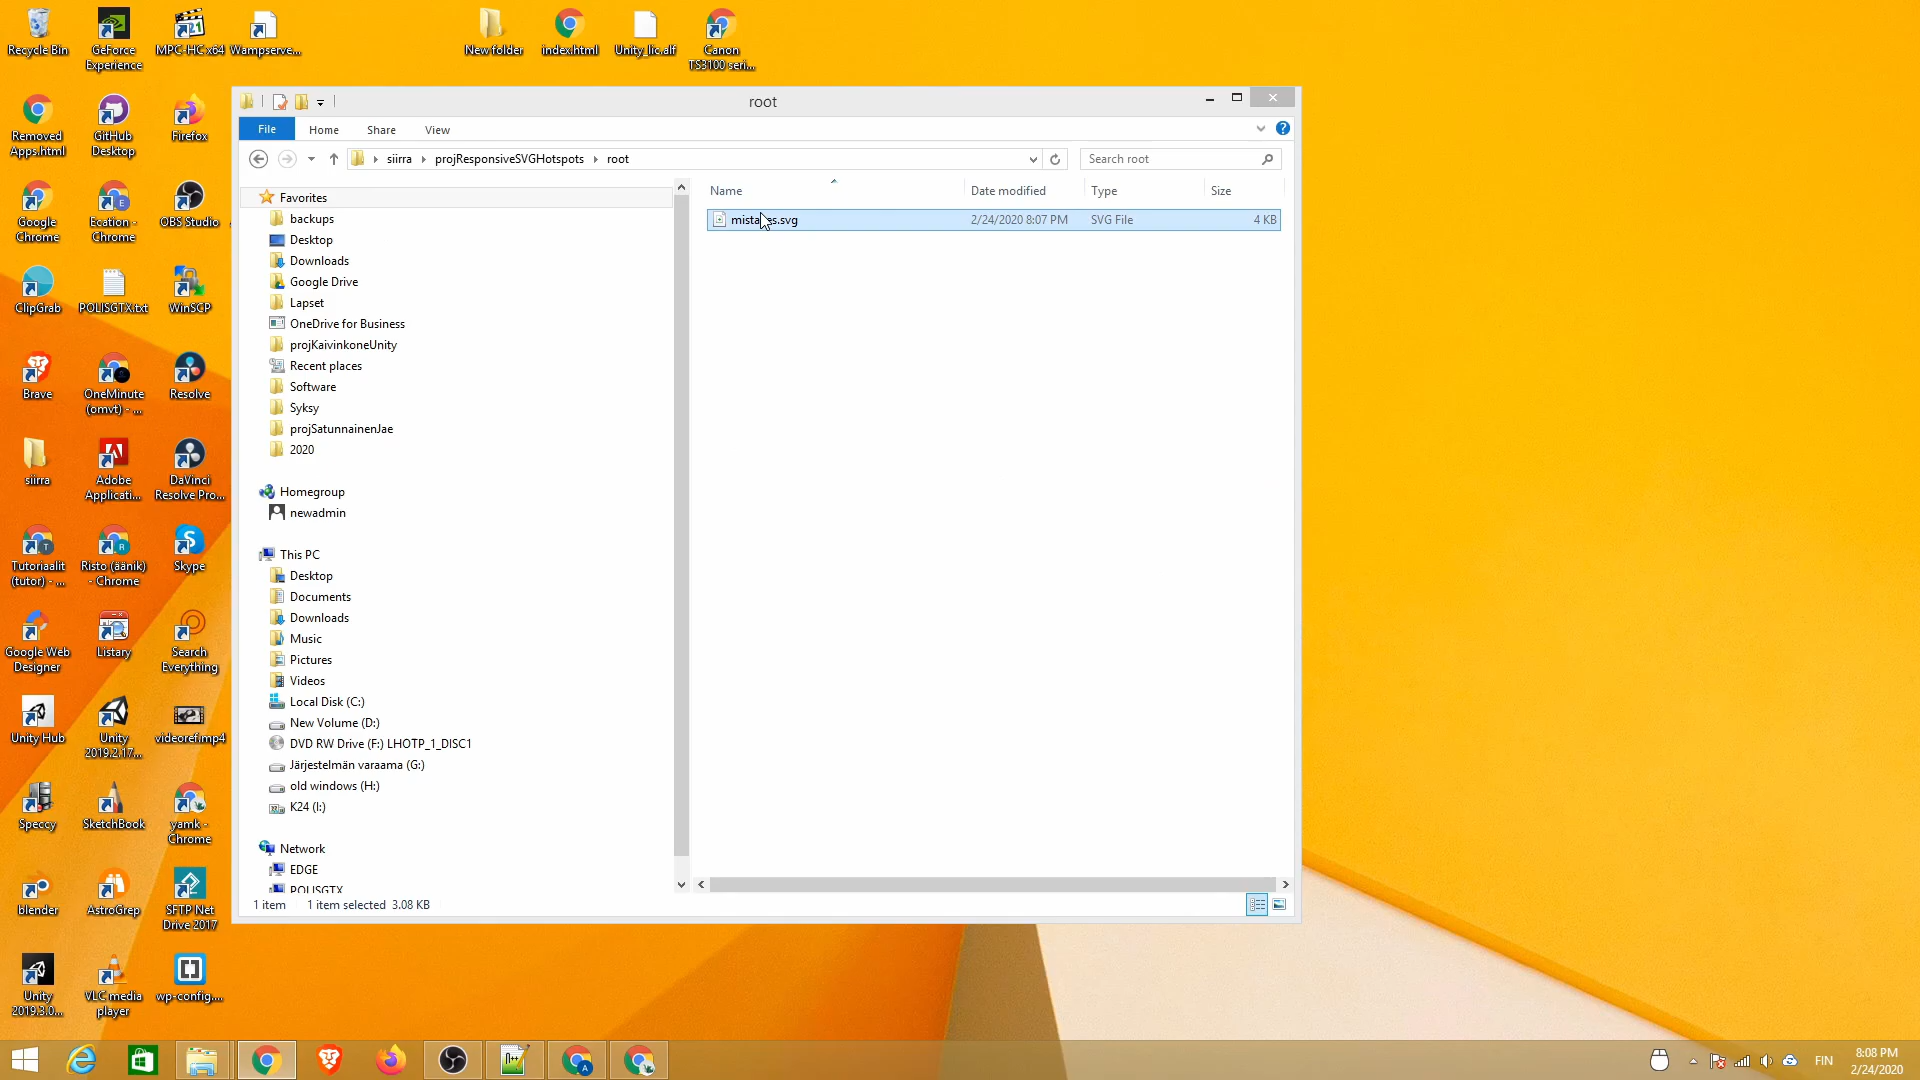 Recycle Bin
GeForce
Experience
MPC-HC x64
Wampserve...
New folder
index.html
Unity_lic.alf
Canon
TS3100 seri...
Removed
Apps.html
GitHub
Desktop
Firefox
Google
Chrome
Ecation -
Chrome
OBS Studio
ClipGrab
POLISGTX.txt
WinSCP
Brave
OneMinute
(omvt) - ...
Resolve
siirra
Adobe
Applicati...
DaVinci
Resolve Pro...
Tutoriaalit
(tutor) - ...
Risto (äänik)
- Chrome
Skype
Google Web
Designer
Listary
Search
Everything
Unity Hub
Unity
2019.2.17...
videoref.mp4
Speccy
SketchBook
yamk -
Chrome
blender
AstroGrep
SFTP Net
Drive 2017
Unity
2019.3.0...
VLC media
player
wp-config....
root
File
Home
Share
View
siirra
projResponsiveSVGHotspots
root
Search root
Favorites
backups
Desktop
Downloads
Google Drive
Lapset
OneDrive for Business
projKaivinkoneUnity
Recent places
Software
Syksy
projSatunnainenJae
2020
Homegroup
newadmin
This PC
Desktop
Documents
Downloads
Music
Pictures
Videos
Local Disk (C:)
New Volume (D:)
DVD RW Drive (F:) LHOTP_1_DISC1
Järjestelmän varaama (G:)
old windows (H:)
K24 (I:)
Network
EDGE
POLISGTX
Name
Date modified
Type
Size
2/24/2020 8:07 PM
SVG File
4 KB
1 item
1 item selected 3.08 KB
FIN
8:08 PM
2/24/2020